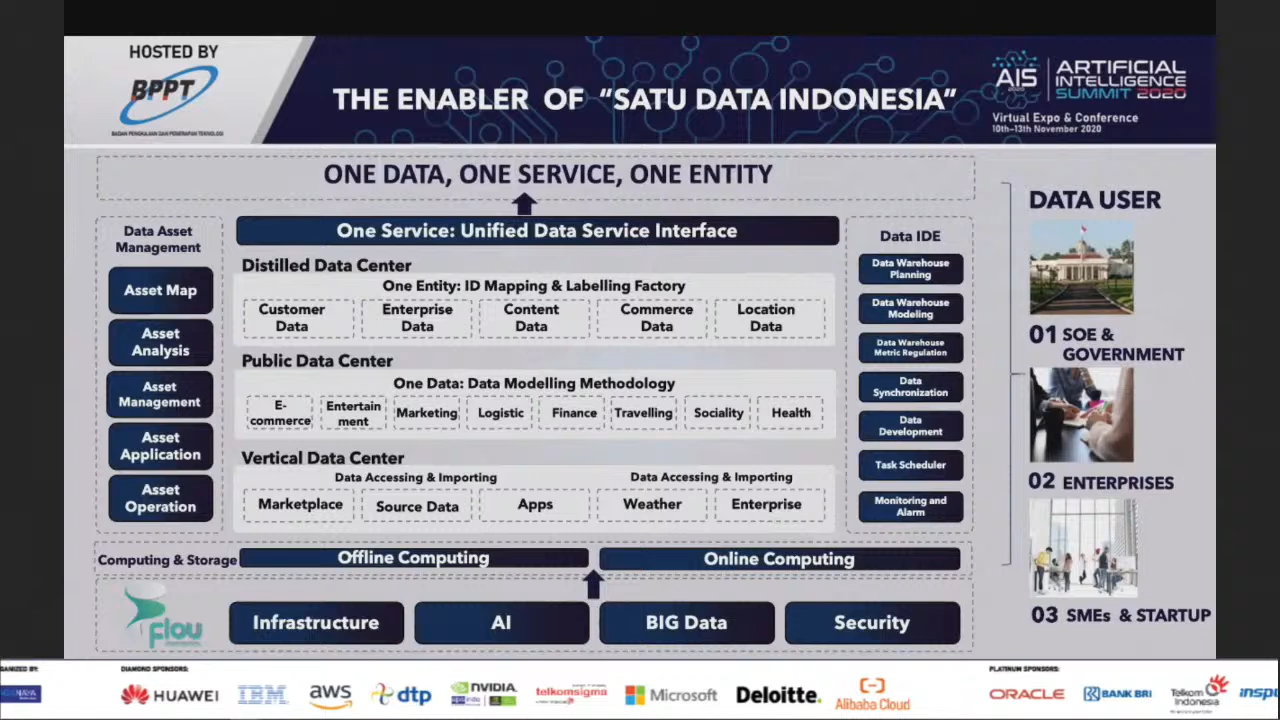 HOSTED BY
BPPT
BADAN PENGKAJIAN DAN PENERAPAN TEKNOLOGI
THE ENABLER OF “SATU DATA INDONESIA”
AIS
2020
ARTIFICIAL
INTELLIGENCE
SUMMIT 2020
Virtual Expo & Conference
10th-13th November 2020
ONE DATA, ONE SERVICE, ONE ENTITY
Data Asset
Management
Asset Map
Asset
Analysis
Asset
Management
Asset
Application
Asset
Operation
One Service: Unified Data Service Interface
Distilled Data Center
One Entity: ID Mapping & Labelling Factory
Customer
Data
Enterprise
Data
Content
Data
Commerce
Data
Location
Data
Public Data Center
One Data: Data Modelling Methodology
E-
commerce
Entertain
ment
Marketing
Logistic
Finance
Travelling
Sociality
Health
Vertical Data Center
Data Accessing & Importing
Data Accessing & Importing
Marketplace
Source Data
Apps
Weather
Enterprise
Data IDE
Data Warehouse
Planning
Data Warehouse
Modeling
Data Warehouse
Metric Regulation
Data
Synchronization
Data
Development
Task Scheduler
Monitoring and
Alarm
Computing & Storage
Offline Computing
Online Computing
Flou
Infrastructure
AI
BIG Data
Security
DATA USER
01 SOE &
GOVERNMENT
02 ENTERPRISES
03 SMEs & STARTUP
DIAMOND SPONSORS:
HUAWEI
IBM
aws
dtp
NVIDIA
telkomsigma
Microsoft
Deloitte.
Alibaba Cloud
PLATINUM SPONSORS:
ORACLE
BANK BRI
Telkom
Indonesia